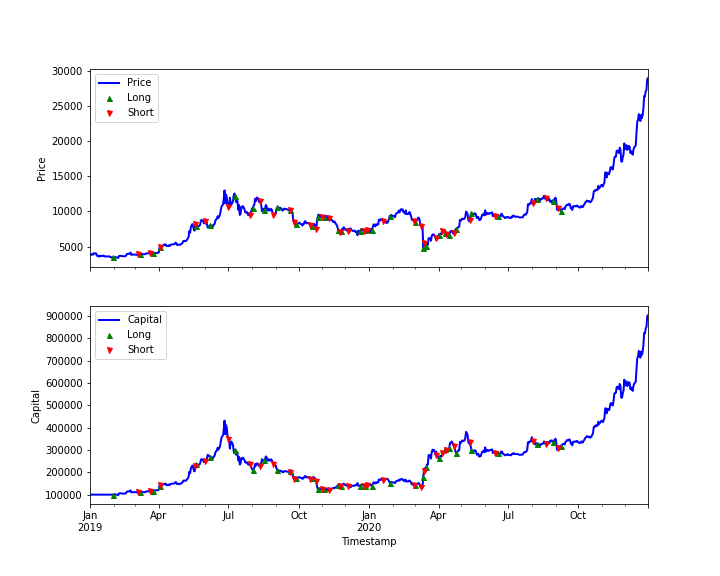 30000
25000
20000
15000
10000
5000
Price
Price
Long
Short
900000
800000
700000
600000
500000
400000
300000
200000
100000
Capital
Capital
Long
Short
Jan Apr Jul Oct Jan Apr Jul Oct
2019 2020
Timestamp